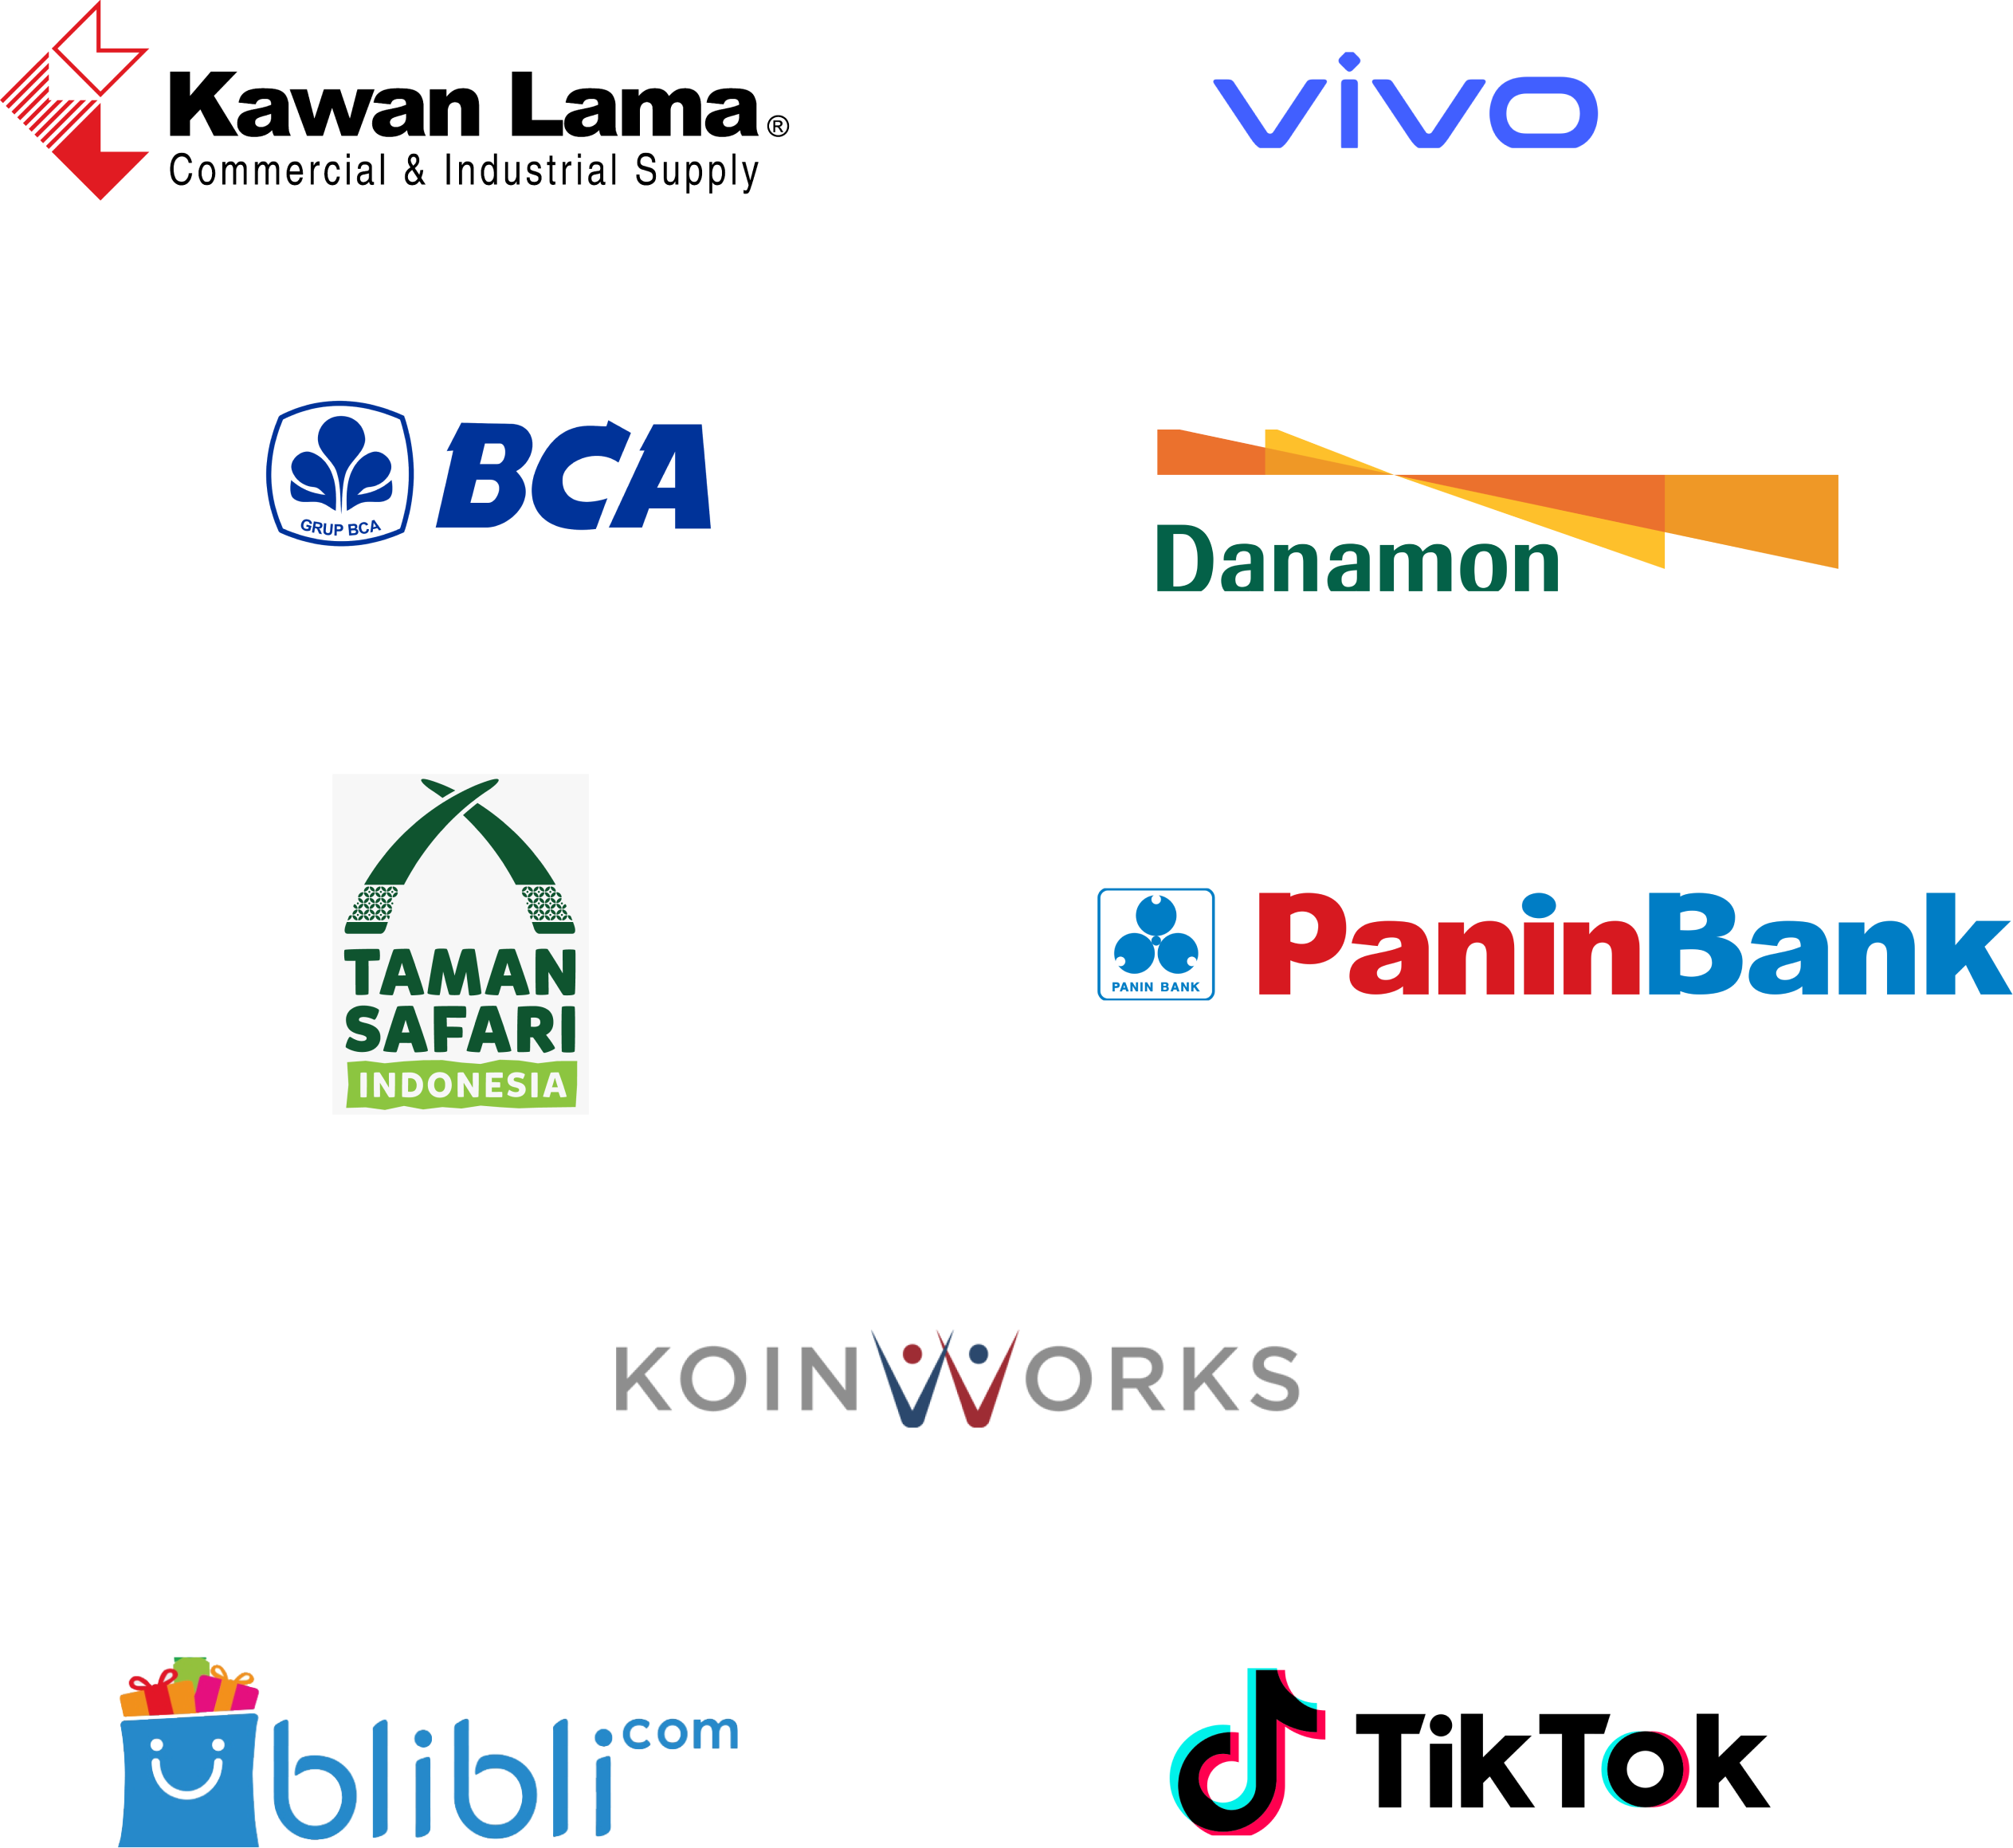 Kawan Lama®
Commercial & Industrial Supply
vivo
GRUP BCA
BCA
Danamon
TAMAN
SAFARI
INDONESIA
PANIN BANK
PaninBank
KOINWORKS
blibli.com
TikTok